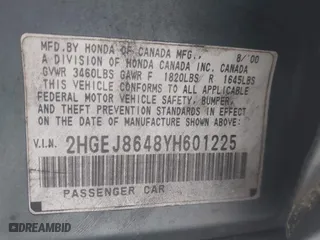 MFD.BY HONDA OF CANADA MFG., 8/'00
A DIVISION OF HONDA CANADA INC. CANADA
GVWR 3460LBS GAWR F 1820LBS R 1645LBS
THIS VEHICLE CONFORMS TO ALL APPLICABLE
FEDERAL MOTOR VEHICLE SAFETY, BUMPER,
AND THEFT PREVENTION STANDARDS IN EFFECT
ON THE DATE OF MANUFACTURE SHOWN ABOVE.
V.I.N. 2HGEJ8648YH601225
PASSENGER CAR
DREAMBID